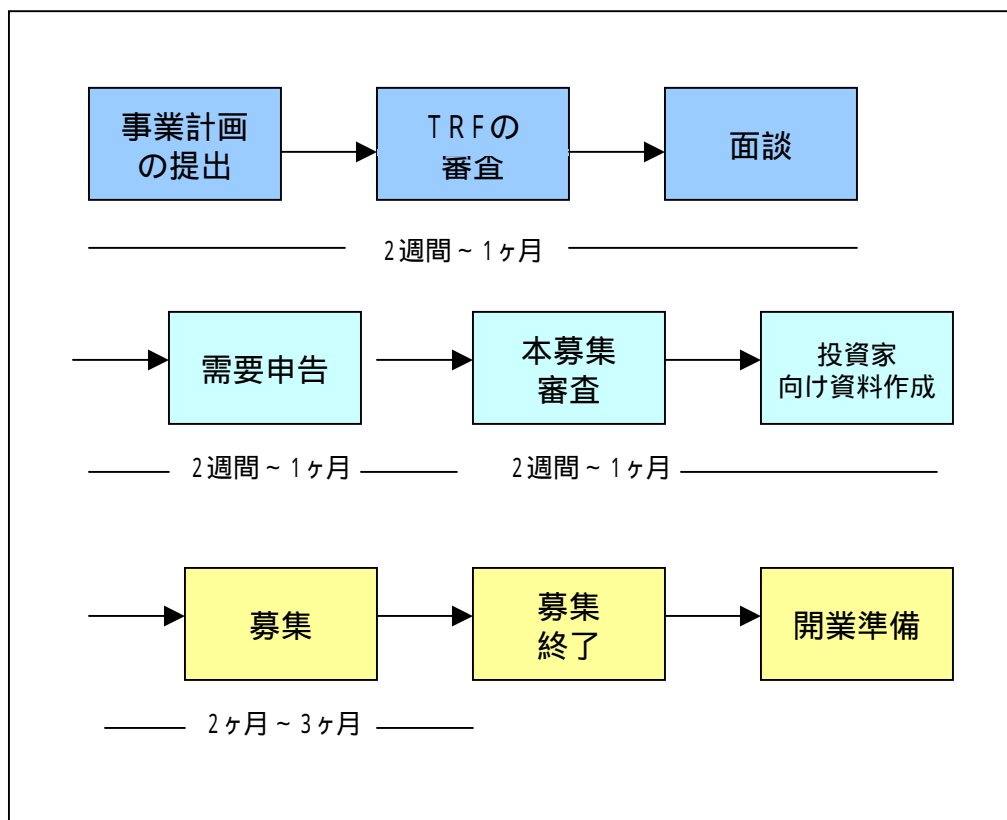 事業計画
の提出
TRFの
審査
面談
2週間~1ヶ月
需要申告
本募集
審査
投資家
向け資料作成
2週間~1ヶ月
2週間~1ヶ月
募集
募集
終了
開業準備
2ヶ月~3ヶ月